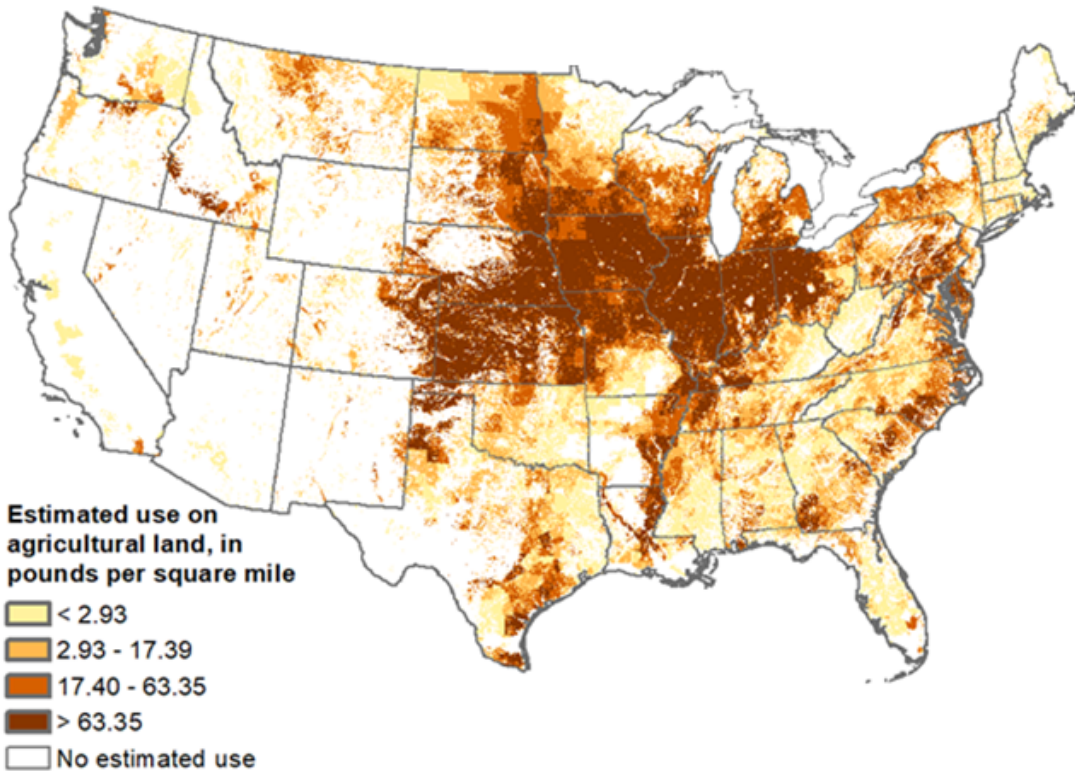 Estimated use on
agricultural land, in
pounds per square mile
< 2.93
2.93 - 17.39
17.40 - 63.35
> 63.35
No estimated use